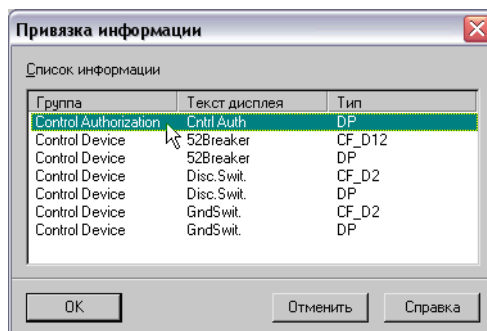 Привязка информации
Список информации
Группа Текст дисплея Тип
Control Authorization Cntrl Auth DP
Control Device 52Breaker CF_D12
Control Device 52Breaker DP
Control Device Disc.Swit. CF_D2
Control Device Disc.Swit. DP
Control Device GndSwit. CF_D2
Control Device GndSwit. DP
OK Отменить Справка